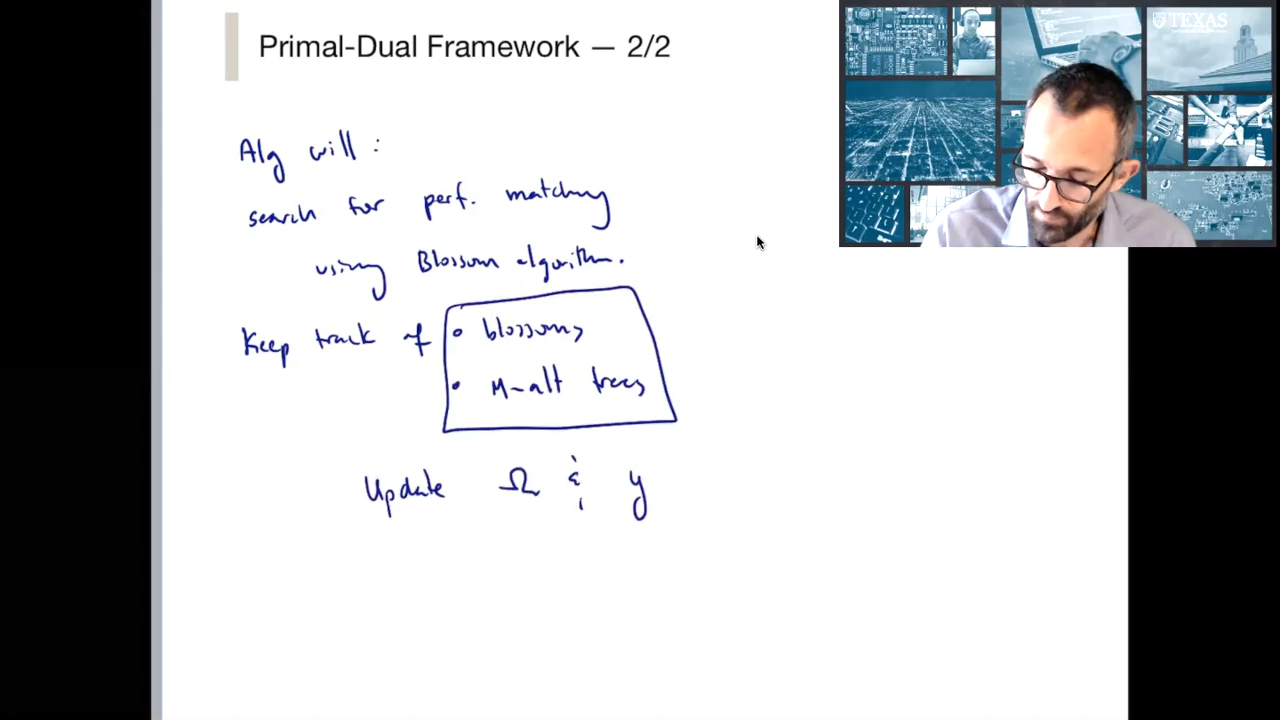 Primal-Dual Framework — 2/2
TEXAS
Alg will :
search for perf. matching
using Blossom algorithm.
Keep track of • blossoms
• M-alt trees
Update Ω & y